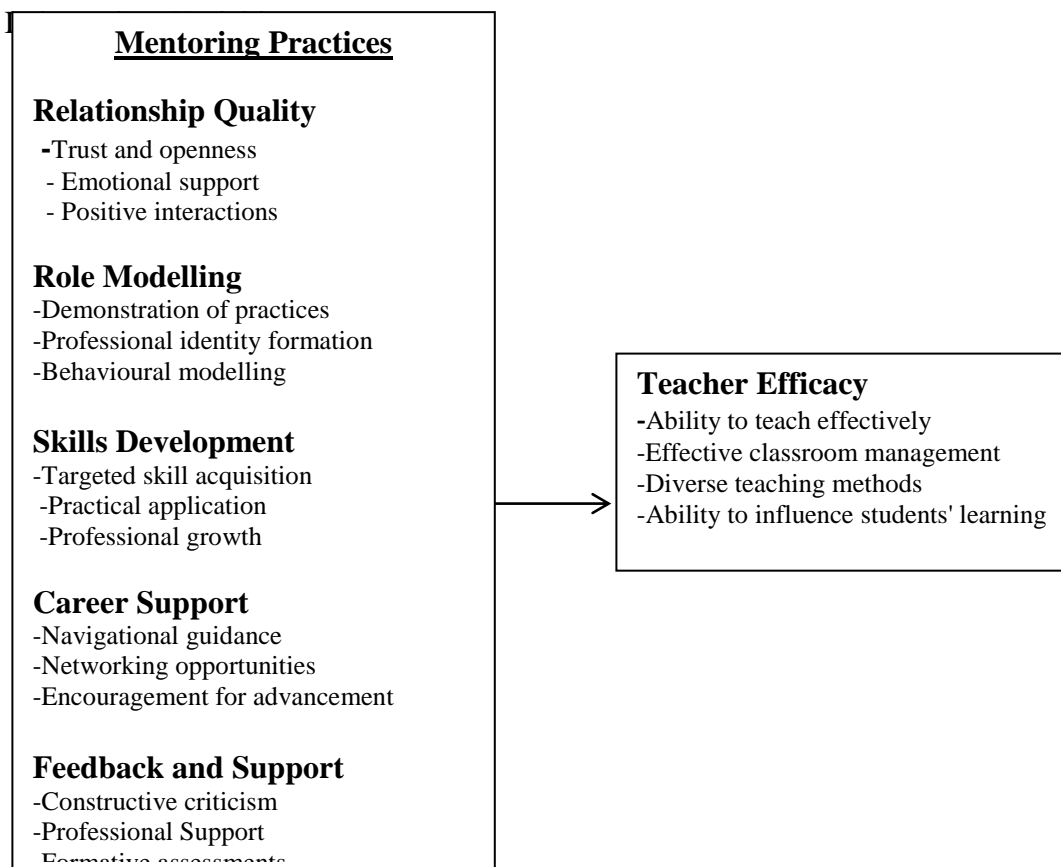 Mentoring Practices
Relationship Quality
-Trust and openness
- Emotional support
- Positive interactions
Role Modelling
-Demonstration of practices
-Professional identity formation
-Behavioural modelling
Skills Development
-Targeted skill acquisition
-Practical application
-Professional growth
Career Support
-Navigational guidance
-Networking opportunities
-Encouragement for advancement
Feedback and Support
-Constructive criticism
-Professional Support
-Formative assessments
Teacher Efficacy
-Ability to teach effectively
-Effective classroom management
-Diverse teaching methods
-Ability to influence students' learning